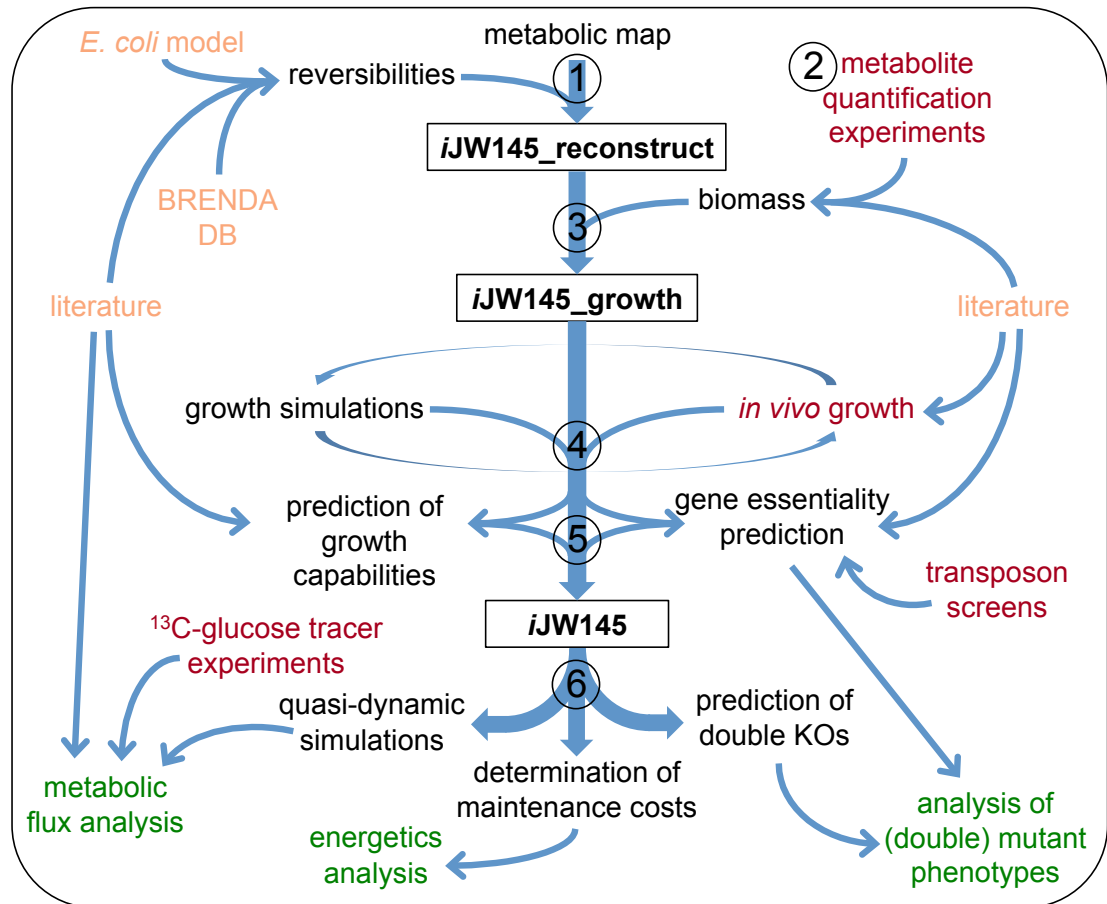 E. coli model
metabolic map
reversibilities
1
2
metabolite
quantification
experiments
iJW145_reconstruct
BRENDA
DB
biomass
3
iJW145_growth
literature
literature
growth simulations
in vivo growth
4
prediction of
growth
capabilities
5
gene essentiality
prediction
transposon
screens
iJW145
¹³C-glucose tracer
experiments
6
quasi-dynamic
simulations
prediction of
double KOs
determination of
maintenance costs
metabolic
flux analysis
energetics
analysis
analysis of
(double) mutant
phenotypes